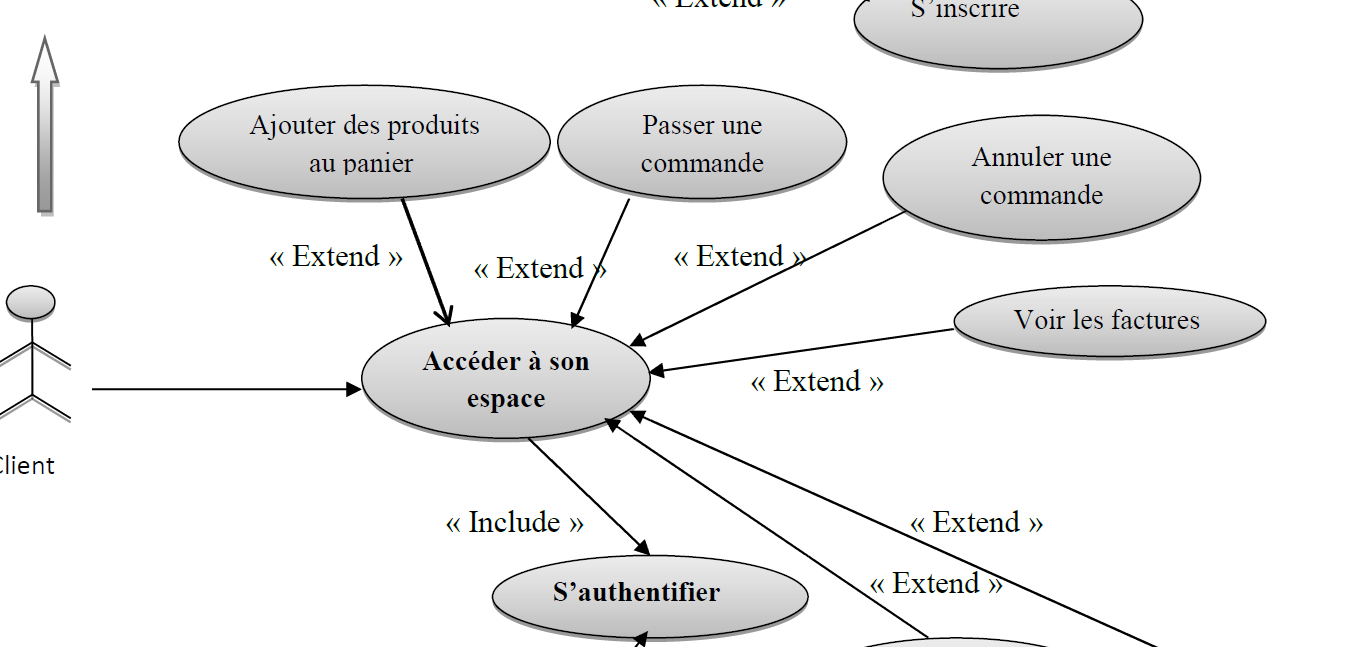 « Extend »
S’inscrire
Ajouter des produits
au panier
Passer une
commande
Annuler une
commande
« Extend »
« Extend »
« Extend »
Voir les factures
Accéder à son
espace
« Extend »
Client
« Include »
« Extend »
« Extend »
S’authentifier